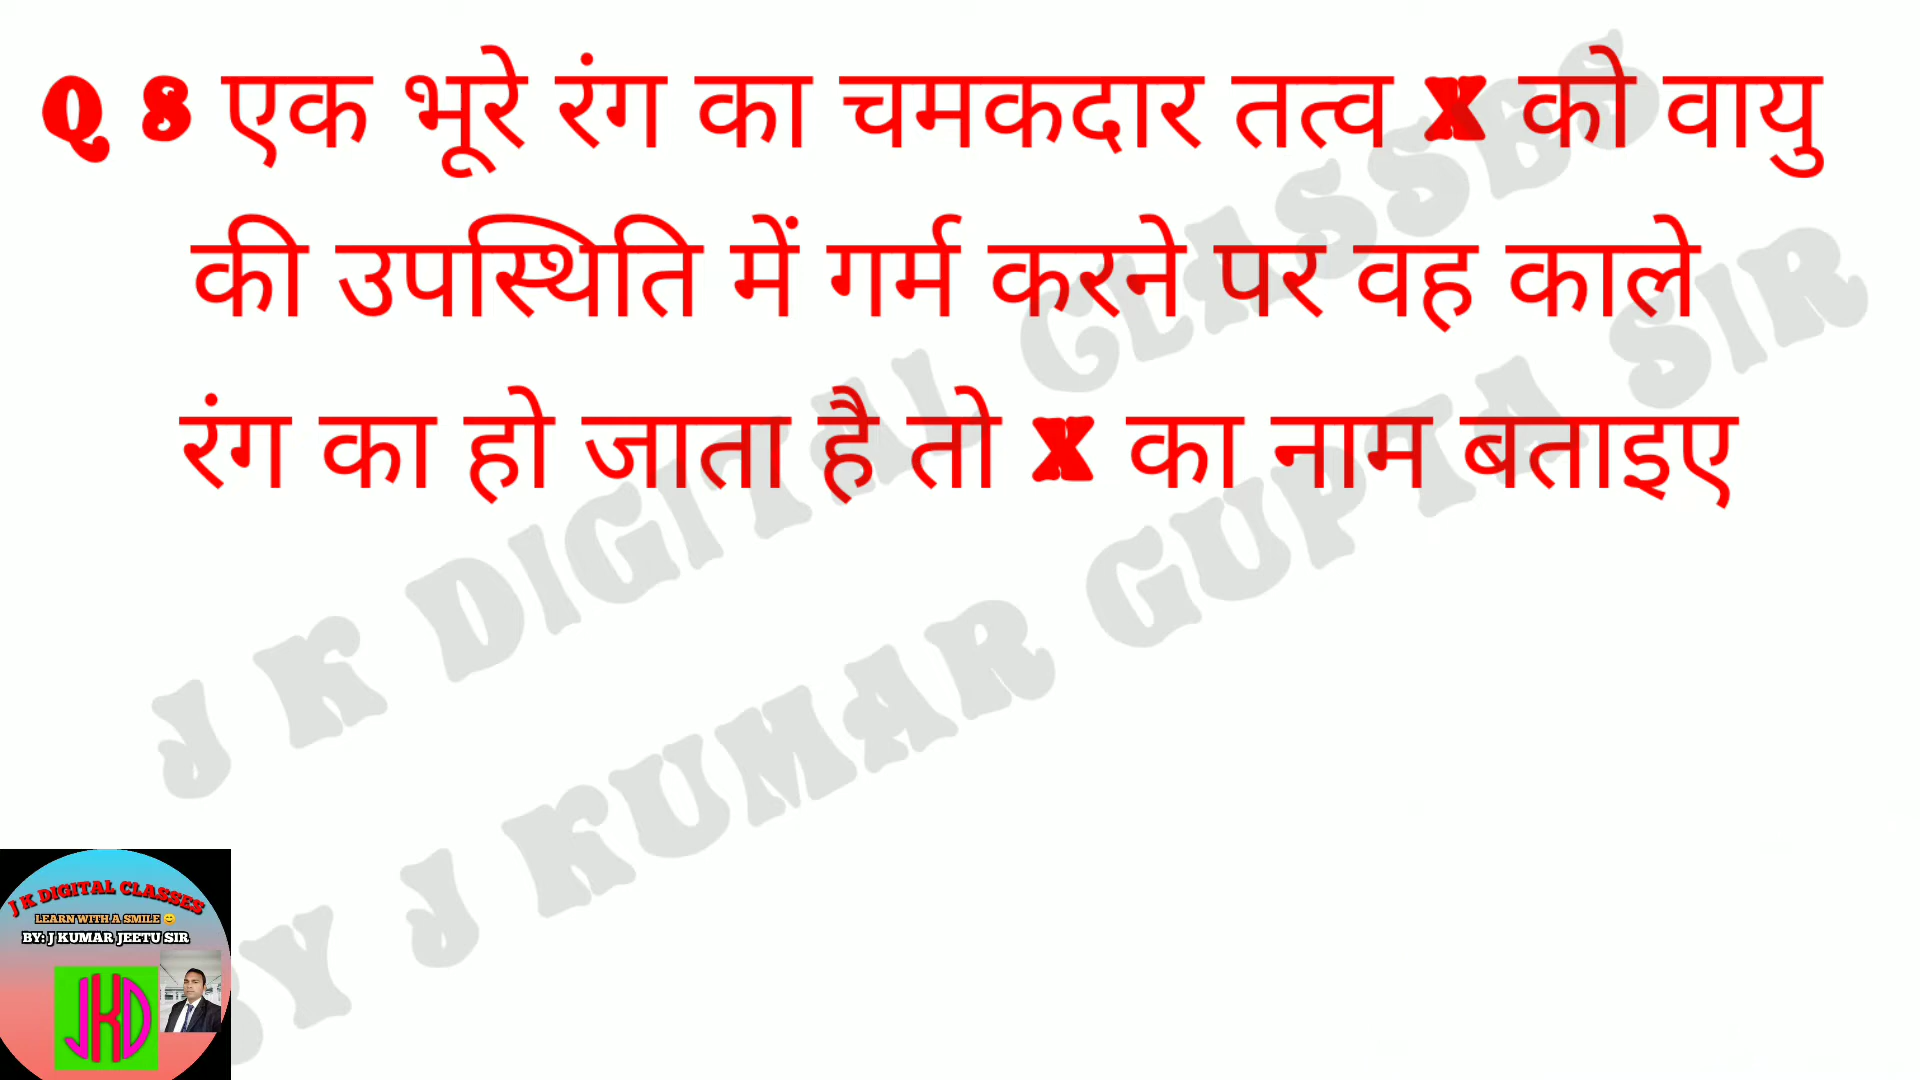 Q 8 एक भूरे रंग का चमकदार तत्व X को वायु
की उपस्थिति में गर्म करने पर वह काले
रंग का हो जाता है तो X का नाम बताइए
J K DIGITAL CLASSES
BY J KUMAR GUPTA SIR
J K DIGITAL CLASSES
LEARN WITH A SMILE 😊
BY: J KUMAR JEETU SIR
JKD